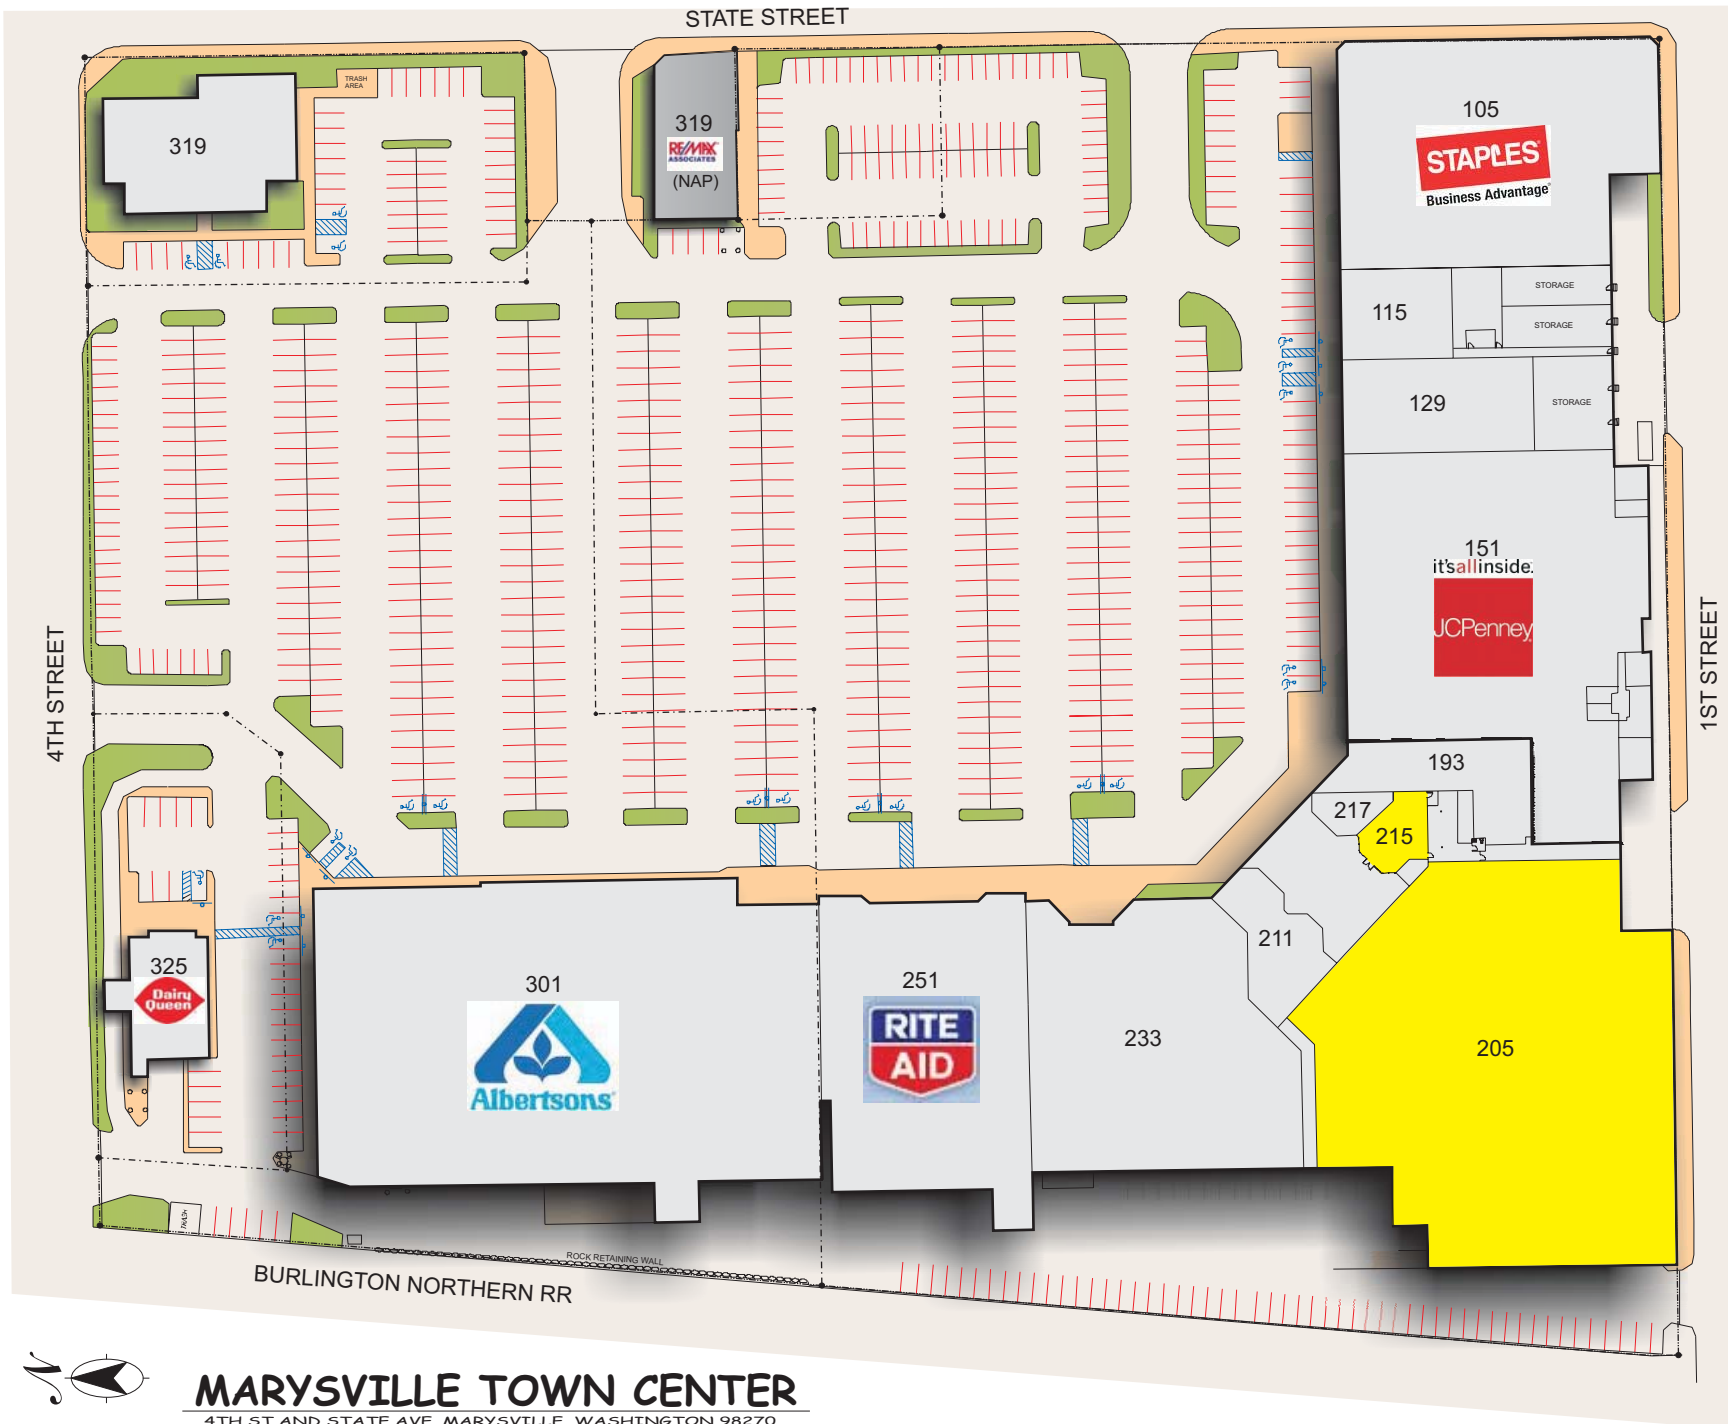 STATE STREET
TRASH
AREA
319
319
RE/MAX
ASSOCIATES
(NAP)
105
STAPLES
Business Advantage
115
STORAGE
STORAGE
129
STORAGE
151
it's all inside.
JCPenney
4TH STREET
1ST STREET
193
217
215
211
325
Dairy
Queen
301
Albertsons
251
RITE
AID
233
205
TRASH
ROCK RETAINING WALL
BURLINGTON NORTHERN RR
N
MARYSVILLE TOWN CENTER
4TH ST AND STATE AVE, MARYSVILLE, WASHINGTON 98270